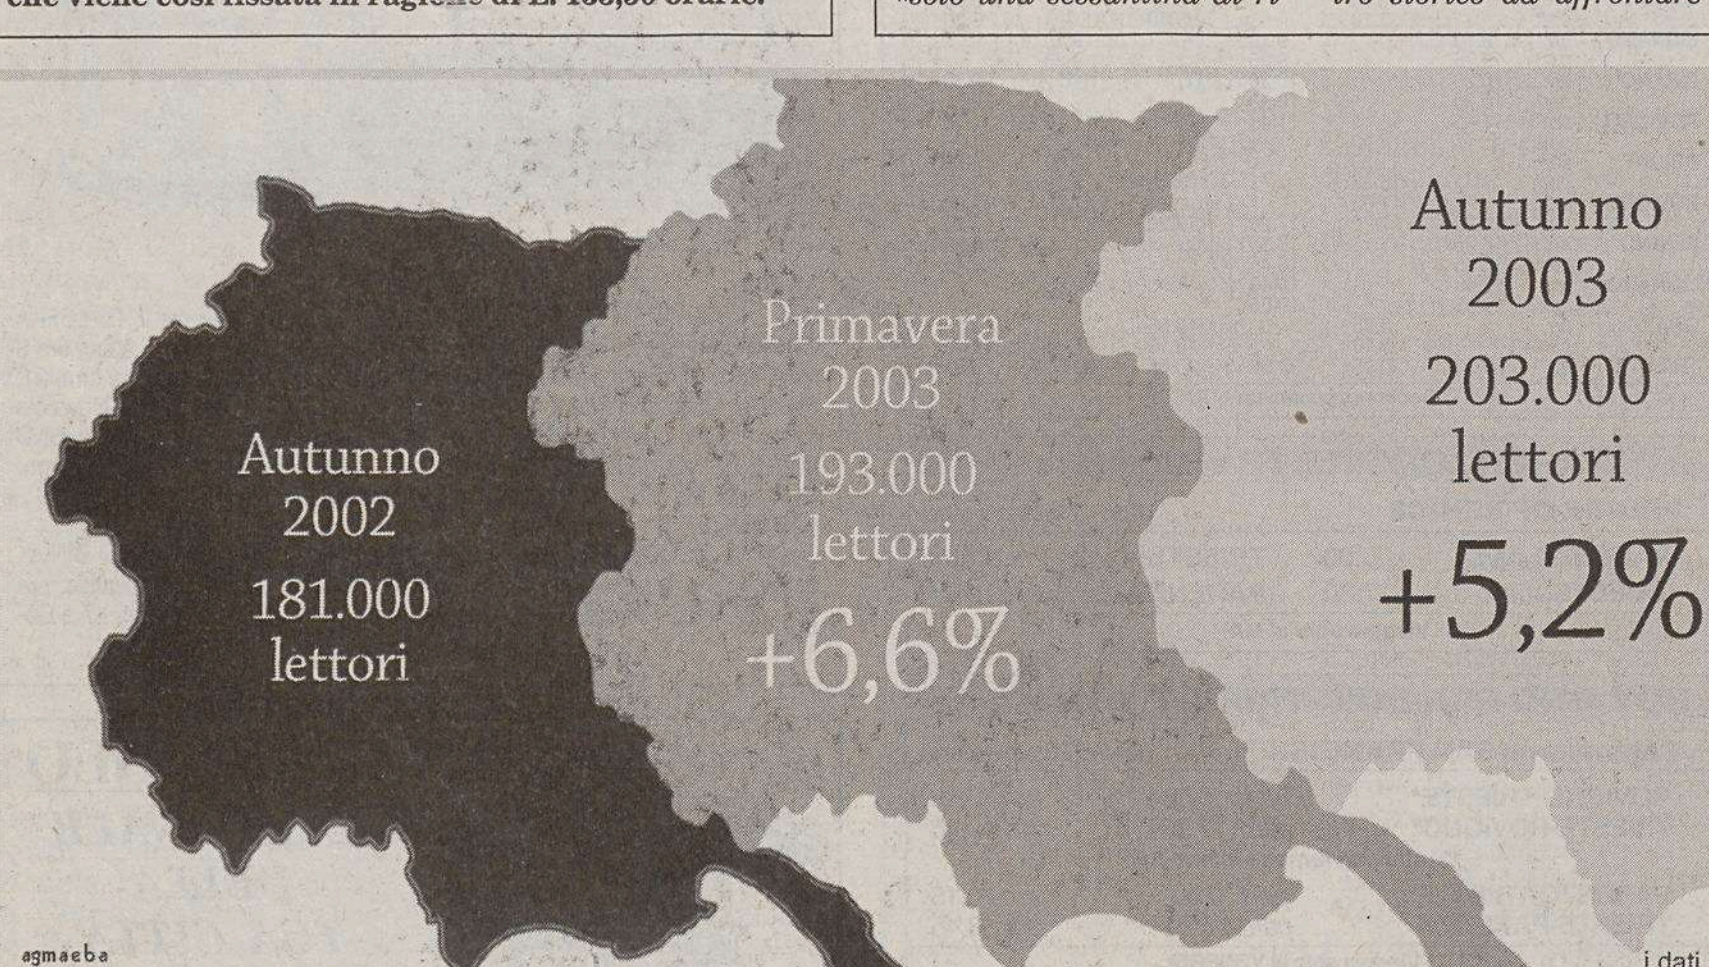 Autunno
2002
181.000
lettori
Primavera
2003
193.000
lettori
+6,6%
Autunno
2003
203.000
lettori
+5,2%
agmaeba
i dati